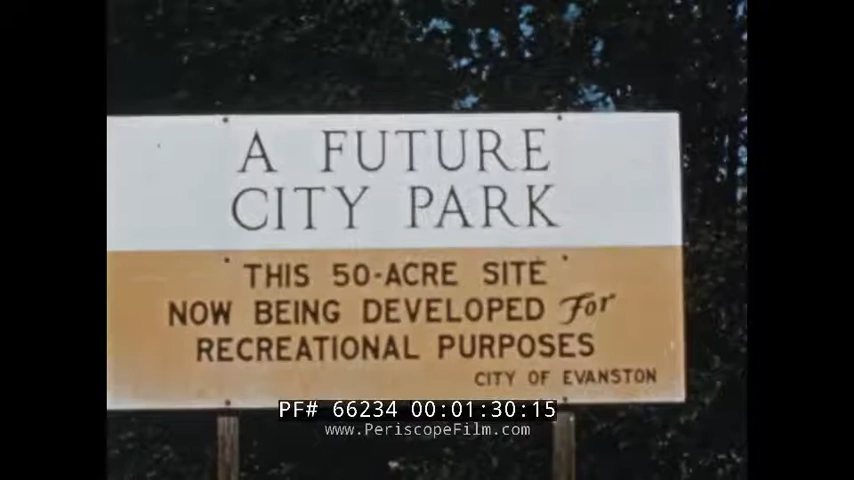 A FUTURE
CITY PARK
THIS 50-ACRE SITE
NOW BEING DEVELOPED For
RECREATIONAL PURPOSES
CITY OF EVANSTON
PF# 66234 00:01:30:15
www.PeriscopeFilm.com